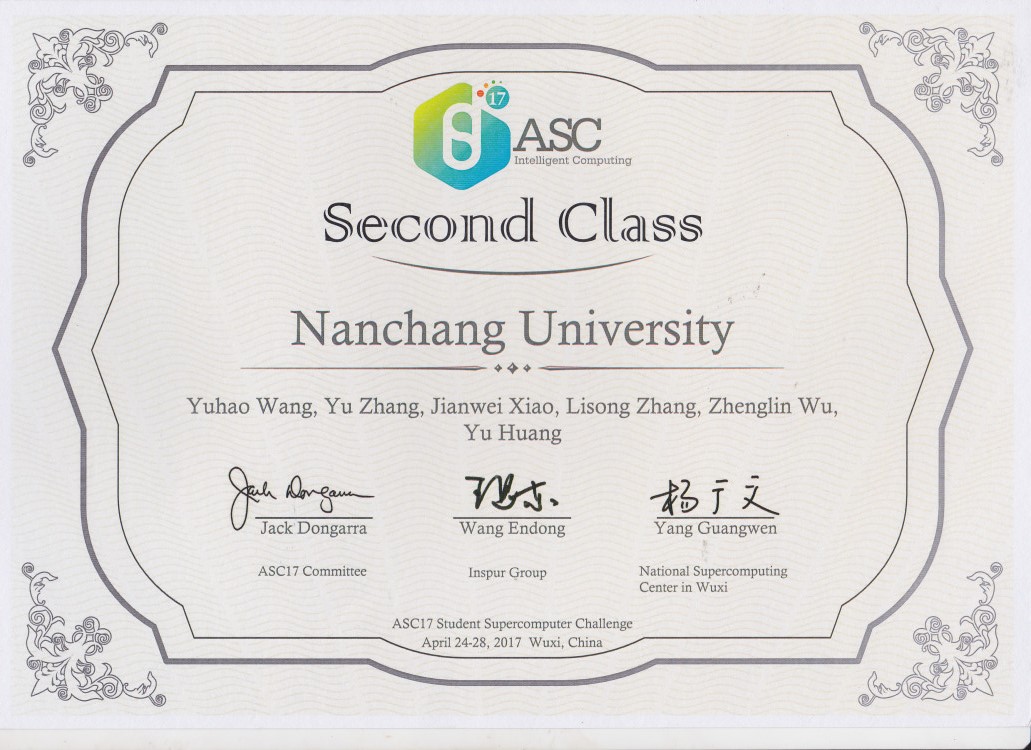 17
ASC
Intelligent Computing
Second Class
Nanchang University
Yuhao Wang, Yu Zhang, Jianwei Xiao, Lisong Zhang, Zhenglin Wu,
Yu Huang
Jack Dongarra
杨广文
Jack Dongarra
Wang Endong
Yang Guangwen
ASC17 Committee
Inspur Group
National Supercomputing
Center in Wuxi
ASC17 Student Supercomputer Challenge
April 24-28, 2017 Wuxi, China